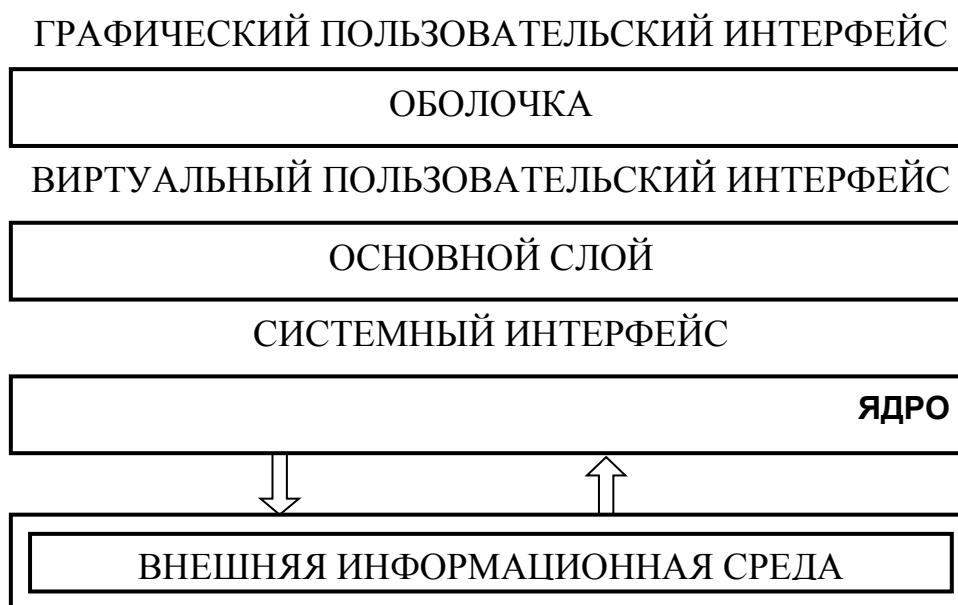 ГРАФИЧЕСКИЙ ПОЛЬЗОВАТЕЛЬСКИЙ ИНТЕРФЕЙС
ОБОЛОЧКА
ВИРТУАЛЬНЫЙ ПОЛЬЗОВАТЕЛЬСКИЙ ИНТЕРФЕЙС
ОСНОВНОЙ СЛОЙ
СИСТЕМНЫЙ ИНТЕРФЕЙС
ЯДРО
ВНЕШНЯЯ ИНФОРМАЦИОННАЯ СРЕДА